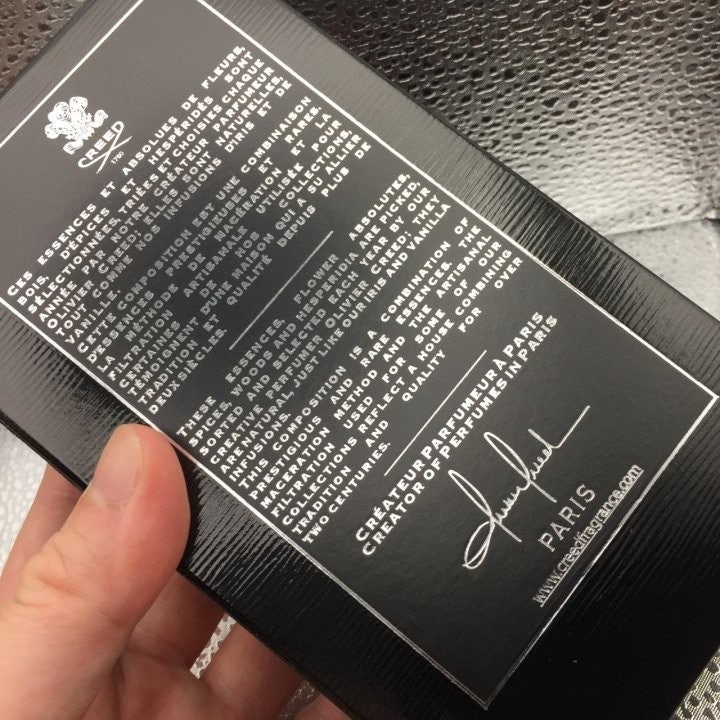 CREED
1760
CES ESSENCES ET ABSOLUES DE FLEURS,
BOIS, DÉPICES ET HESPÉRIDÉS SONT
SÉLECTIONNÉES, TRIÉES ET CHOISIES CHAQUE
ANNÉE PAR NOTRE CRÉATEUR PARFUMEUR
OLIVIER CREED; ELLES SONT NATURELLES,
TOUT COMME NOS INFUSIONS D'IRIS ET DE
VANILLE.
CETTE COMPOSITION EST UNE COMBINAISON
D'ESSENCES PRESTIGIEUSES ET RARES.
LA MÉTHODE DE MACÉRATION ET LA
FILTRATION ARTISANALE UTILISÉE POUR
CERTAINES DE NOS COLLECTIONS,
TÉMOIGNENT D'UNE MAISON QUI A SU ALLIER
TRADITION ET QUALITÉ DEPUIS PLUS DE
DEUX SIÈCLES.
THESE ESSENCES, FLOWER ABSOLUTES,
SPICES, WOODS AND HESPERIDIA ARE PICKED,
SORTED AND SELECTED EACH YEAR BY OUR
CREATIVE PERFUMER OLIVIER CREED; THEY
ARE NATURAL, JUST LIKE OUR IRIS AND VANILLA
INFUSIONS.
THIS COMPOSITION IS A COMBINATION OF
PRESTIGIOUS AND RARE ESSENCES. THE
MACERATION METHOD AND THE ARTISANAL
FILTRATION USED FOR SOME OF OUR
COLLECTIONS REFLECT A HOUSE COMBINING
TRADITION AND QUALITY FOR OVER
TWO CENTURIES.
CRÉATEUR PARFUMEUR À PARIS
CREATOR OF PERFUMES IN PARIS
PARIS
www.creedfragrance.com